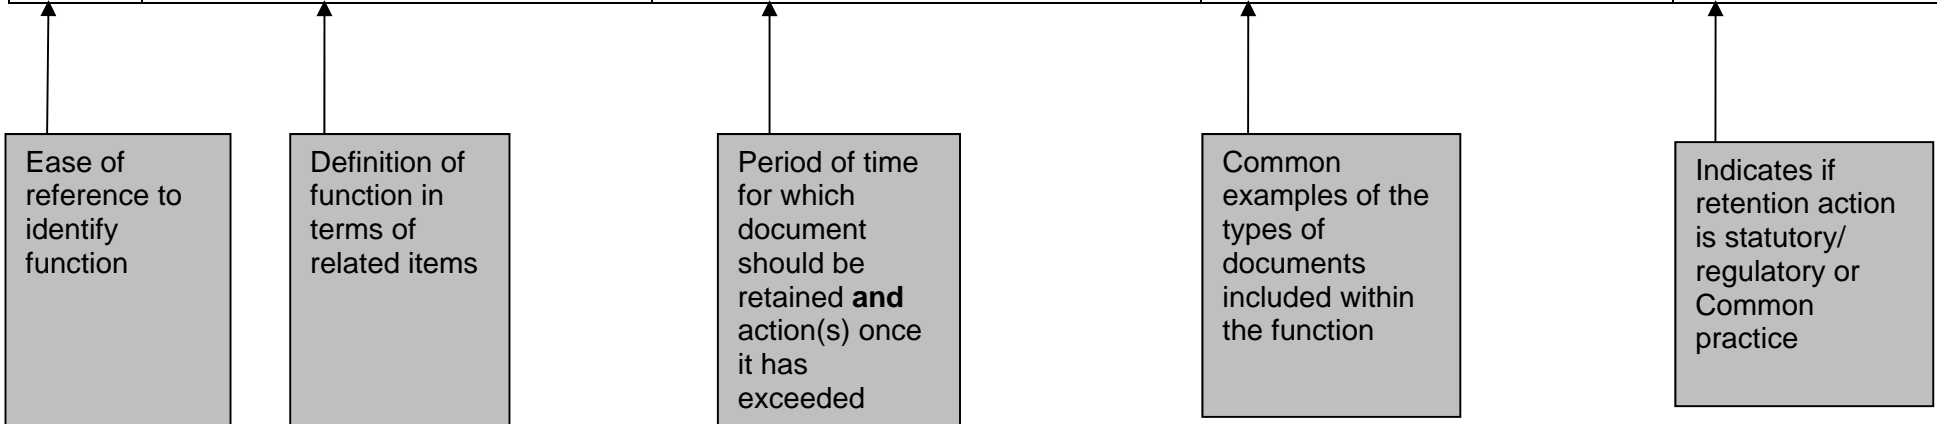 Ease of
reference to
identify
function
Definition of
function in
terms of
related items
Period of time
for which
document
should be
retained and
action(s) once
it has
exceeded
Common
examples of the
types of
documents
included within
the function
Indicates if
retention action
is statutory/
regulatory or
Common
practice